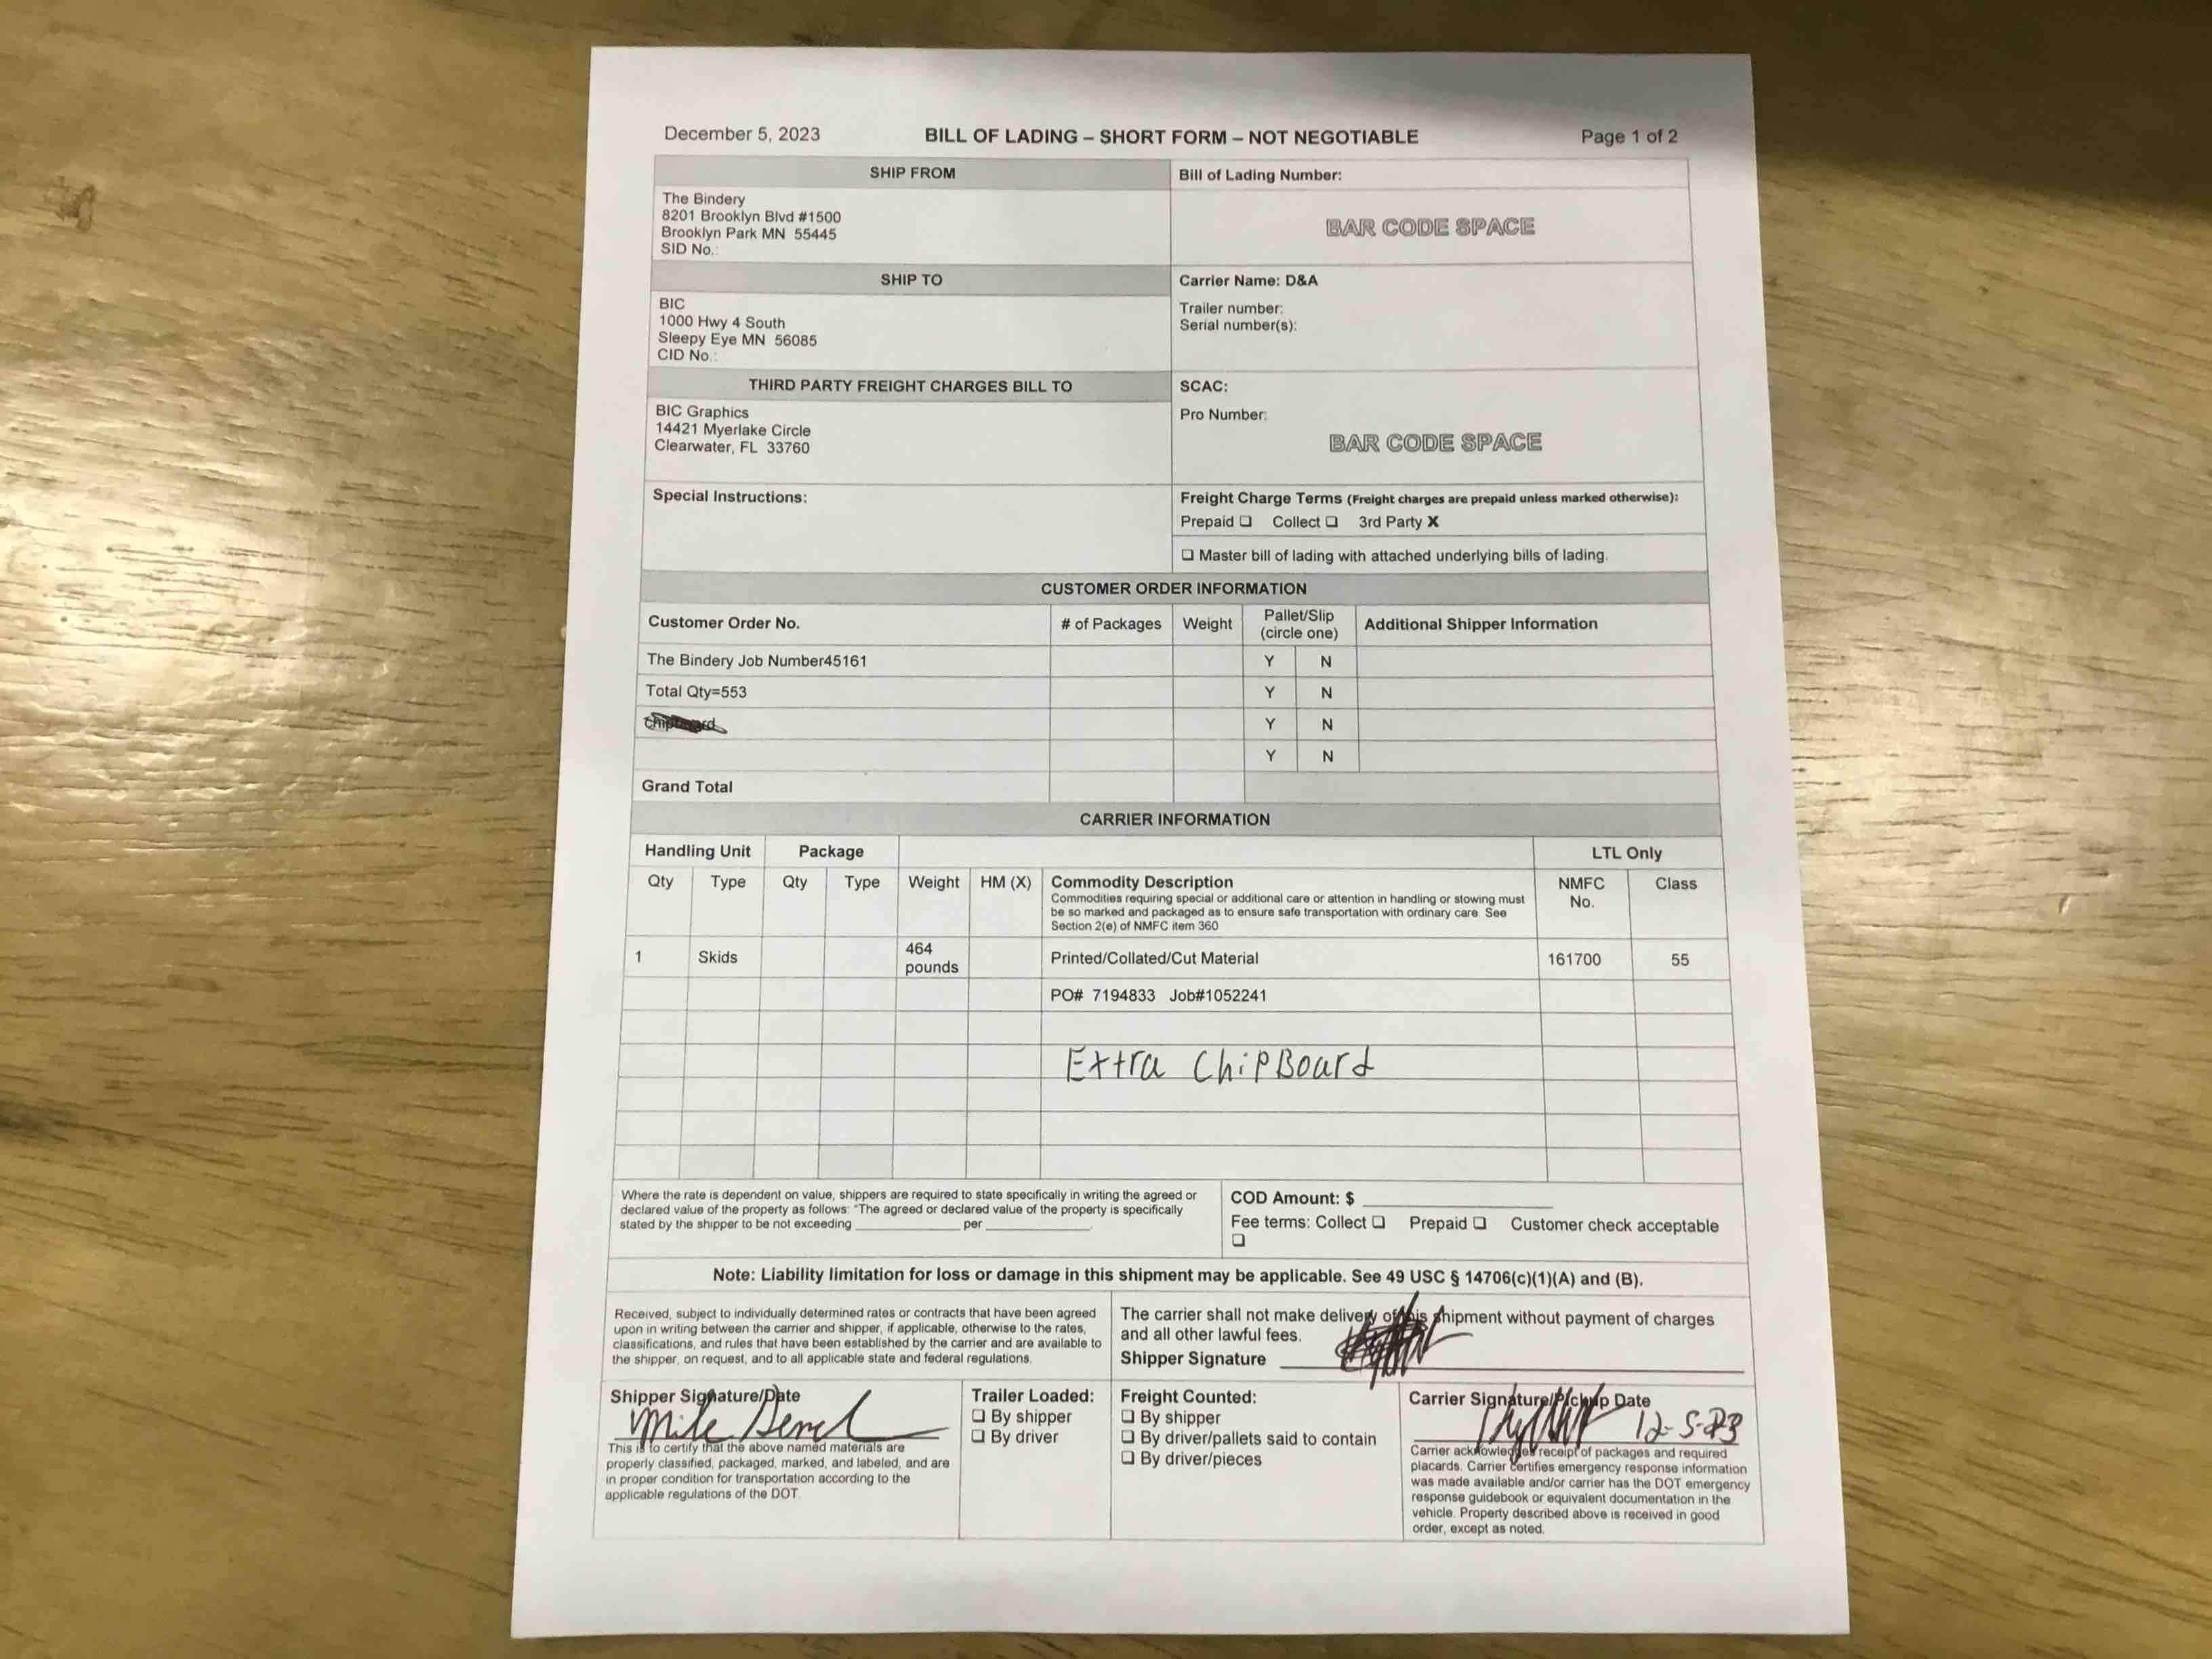 December 5, 2023 BILL OF LADING – SHORT FORM – NOT NEGOTIABLE Page 1 of 2
SHIP FROM
The Bindery
8201 Brooklyn Blvd #1500
Brooklyn Park MN 55445
SID No.:
Bill of Lading Number:
BAR CODE SPACE
SHIP TO
BIC
1000 Hwy 4 South
Sleepy Eye MN 56085
CID No.:
Carrier Name: D&A
Trailer number:
Serial number(s):
THIRD PARTY FREIGHT CHARGES BILL TO
BIC Graphics
14421 Myerlake Circle
Clearwater, FL 33760
SCAC:
Pro Number:
BAR CODE SPACE
Special Instructions:
Freight Charge Terms (Freight charges are prepaid unless marked otherwise):
Prepaid ❑ Collect ❑ 3rd Party X
❑ Master bill of lading with attached underlying bills of lading.
CUSTOMER ORDER INFORMATION
Customer Order No. # of Packages Weight Pallet/Slip (circle one) Additional Shipper Information
The Bindery Job Number45161 Y N
Total Qty=553 Y N
Y N
Y N
Grand Total
CARRIER INFORMATION
Handling Unit Package LTL Only
Qty Type Qty Type Weight HM (X) Commodity Description NMFC No. Class
Commodities requiring special or additional care or attention in handling or stowing must
be so marked and packaged as to ensure safe transportation with ordinary care. See
Section 2(e) of NMFC item 360
1 Skids 464 pounds Printed/Collated/Cut Material 161700 55
PO# 7194833 Job#1052241
Extra ChipBoard
Where the rate is dependent on value, shippers are required to state specifically in writing the agreed or
declared value of the property as follows: "The agreed or declared value of the property is specifically
stated by the shipper to be not exceeding ____________ per ____________.
COD Amount: $ ____________
Fee terms: Collect ❑ Prepaid ❑ Customer check acceptable
❑
Note: Liability limitation for loss or damage in this shipment may be applicable. See 49 USC § 14706(c)(1)(A) and (B).
Received, subject to individually determined rates or contracts that have been agreed
upon in writing between the carrier and shipper, if applicable, otherwise to the rates,
classifications, and rules that have been established by the carrier and are available to
the shipper, on request, and to all applicable state and federal regulations.
The carrier shall not make delivery of this shipment without payment of charges
and all other lawful fees.
Shipper Signature
Shipper Signature/Date
Mike
This is to certify that the above named materials are
properly classified, packaged, marked, and labeled, and are
in proper condition for transportation according to the
applicable regulations of the DOT.
Trailer Loaded:
❑ By shipper
❑ By driver
Freight Counted:
❑ By shipper
❑ By driver/pallets said to contain
❑ By driver/pieces
Carrier Signature/Pickup Date
12-5-23
Carrier acknowledges receipt of packages and required
placards. Carrier certifies emergency response information
was made available and/or carrier has the DOT emergency
response guidebook or equivalent documentation in the
vehicle. Property described above is received in good
order, except as noted.